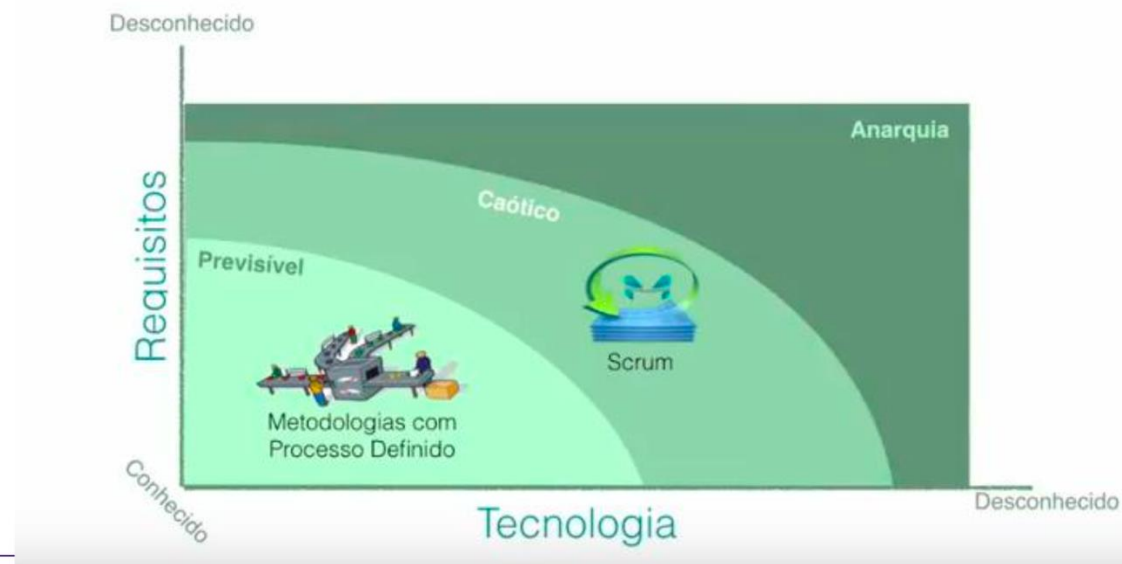 Desconhecido
Anarquia
Caótico
Requisitos
Previsível
Scrum
Metodologias com
Processo Definido
Conhecido
Desconhecido
Tecnologia